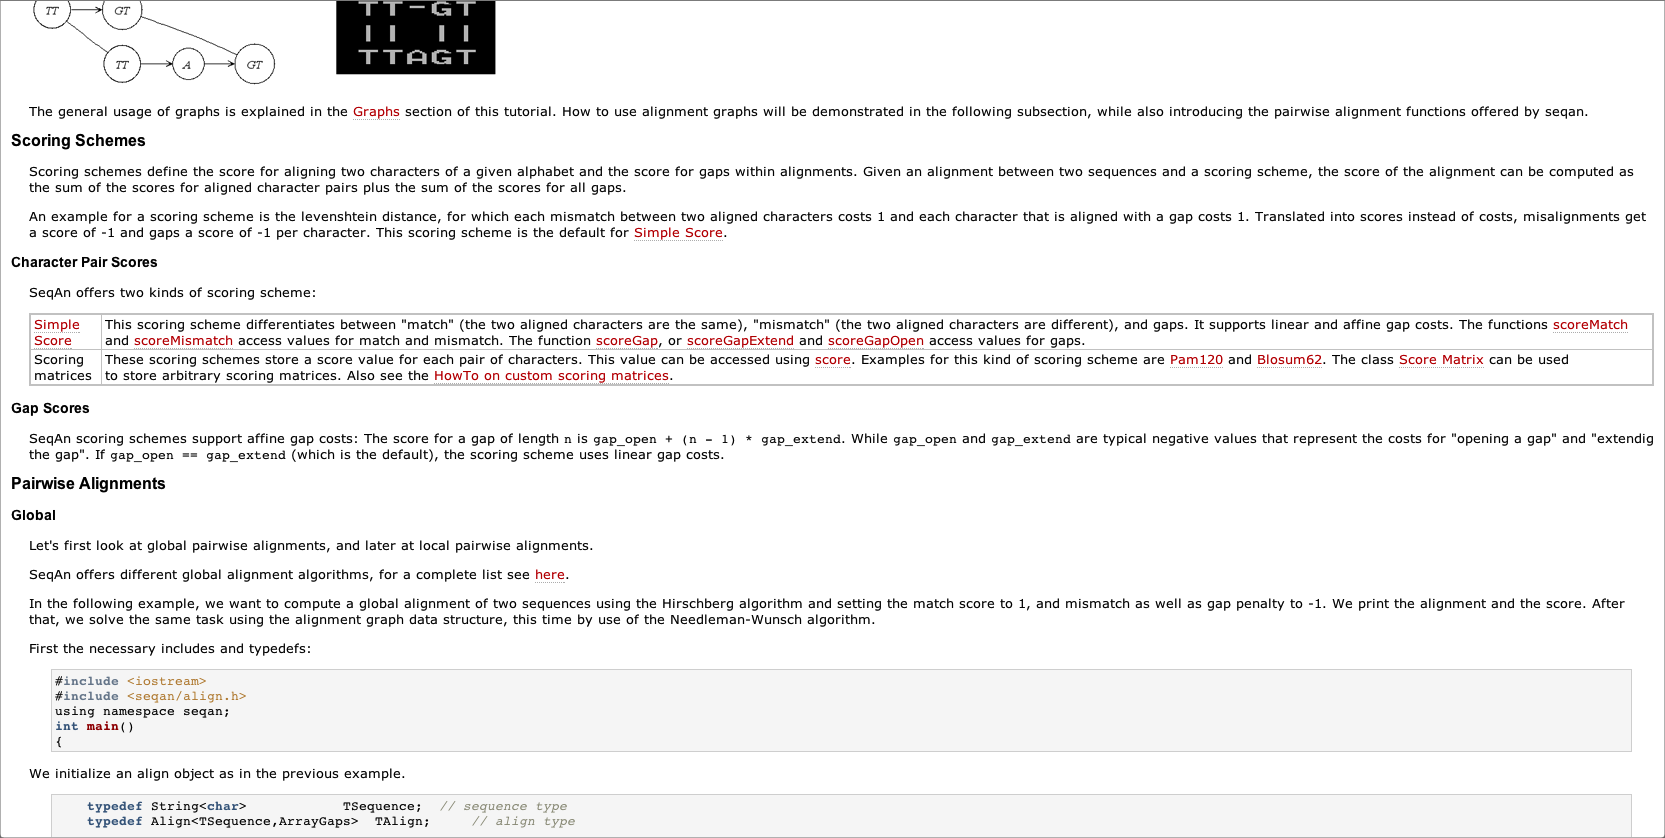 TT GT
TT-GT
TTAGT
TT A GT
The general usage of graphs is explained in the Graphs section of this tutorial. How to use alignment graphs will be demonstrated in the following subsection, while also introducing the pairwise alignment functions offered by seqan.
Scoring Schemes
Scoring schemes define the score for aligning two characters of a given alphabet and the score for gaps within alignments. Given an alignment between two sequences and a scoring scheme, the score of the alignment can be computed as
the sum of the scores for aligned character pairs plus the sum of the scores for all gaps.
An example for a scoring scheme is the levenshtein distance, for which each mismatch between two aligned characters costs 1 and each character that is aligned with a gap costs 1. Translated into scores instead of costs, misalignments get
a score of -1 and gaps a score of -1 per character. This scoring scheme is the default for Simple Score.
Character Pair Scores
SeqAn offers two kinds of scoring scheme:
Simple
Score
This scoring scheme differentiates between "match" (the two aligned characters are the same), "mismatch" (the two aligned characters are different), and gaps. It supports linear and affine gap costs. The functions scoreMatch
and scoreMismatch access values for match and mismatch. The function scoreGap, or scoreGapExtend and scoreGapOpen access values for gaps.
Scoring
matrices
These scoring schemes store a score value for each pair of characters. This value can be accessed using score. Examples for this kind of scoring scheme are Pam120 and Blosum62. The class Score Matrix can be used
to store arbitrary scoring matrices. Also see the HowTo on custom scoring matrices.
Gap Scores
SeqAn scoring schemes support affine gap costs: The score for a gap of length n is gap_open + (n - 1) * gap_extend. While gap_open and gap_extend are typical negative values that represent the costs for "opening a gap" and "extendig
the gap". If gap_open == gap_extend (which is the default), the scoring scheme uses linear gap costs.
Pairwise Alignments
Global
Let's first look at global pairwise alignments, and later at local pairwise alignments.
SeqAn offers different global alignment algorithms, for a complete list see here.
In the following example, we want to compute a global alignment of two sequences using the Hirschberg algorithm and setting the match score to 1, and mismatch as well as gap penalty to -1. We print the alignment and the score. After
that, we solve the same task using the alignment graph data structure, this time by use of the Needleman-Wunsch algorithm.
First the necessary includes and typedefs:
#include <iostream>
#include <seqan/align.h>
using namespace seqan;
int main()
{
We initialize an align object as in the previous example.
typedef String<char> TSequence; // sequence type
typedef Align<TSequence,ArrayGaps> TAlign; // align type